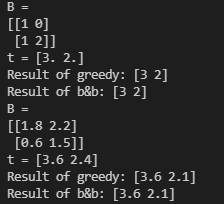 B =
[[1 0]
 [1 2]]
t = [3. 2.]
Result of greedy: [3 2]
Result of b&b: [3 2]
B =
[[1.8 2.2]
 [0.6 1.5]]
t = [3.6 2.4]
Result of greedy: [3.6 2.1]
Result of b&b: [3.6 2.1]